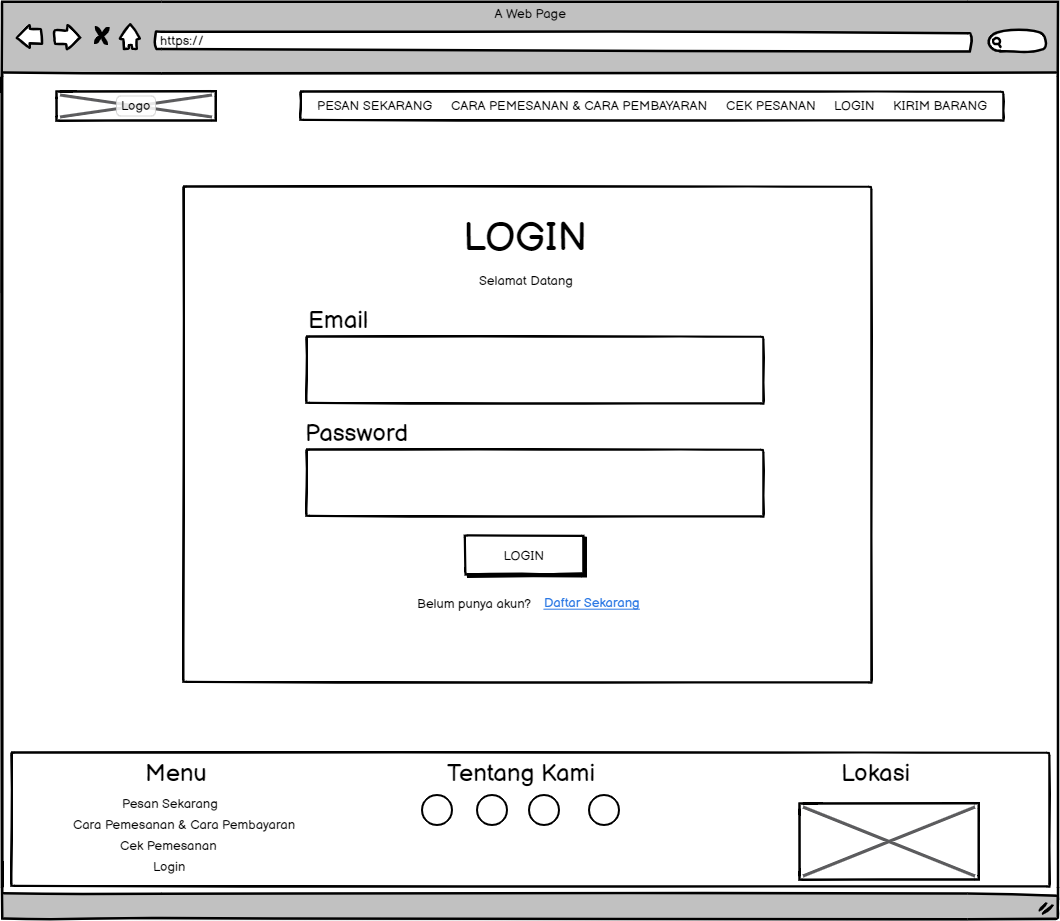 A Web Page
https://
Logo
PESAN SEKARANG CARA PEMESANAN & CARA PEMBAYARAN CEK PESANAN LOGIN KIRIM BARANG
LOGIN
Selamat Datang
Email
Password
LOGIN
Belum punya akun? Daftar Sekarang
Menu
Pesan Sekarang
Cara Pemesanan & Cara Pembayaran
Cek Pemesanan
Login
Tentang Kami
Lokasi